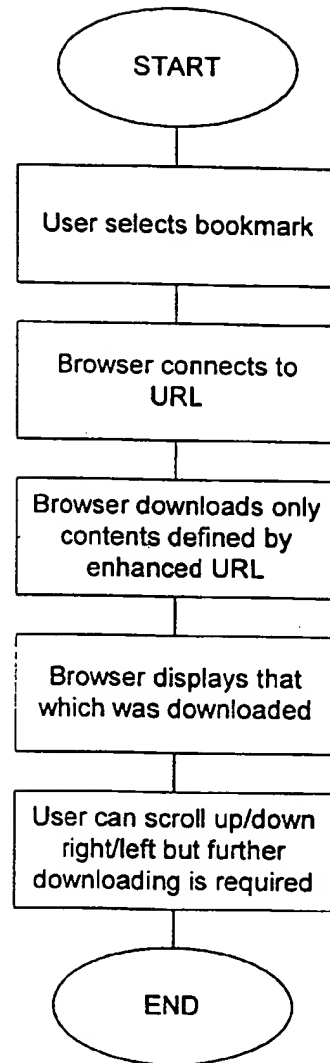 START
User selects bookmark
Browser connects to
URL
Browser downloads only
contents defined by
enhanced URL
Browser displays that
which was downloaded
User can scroll up/down
right/left but further
downloading is required
END